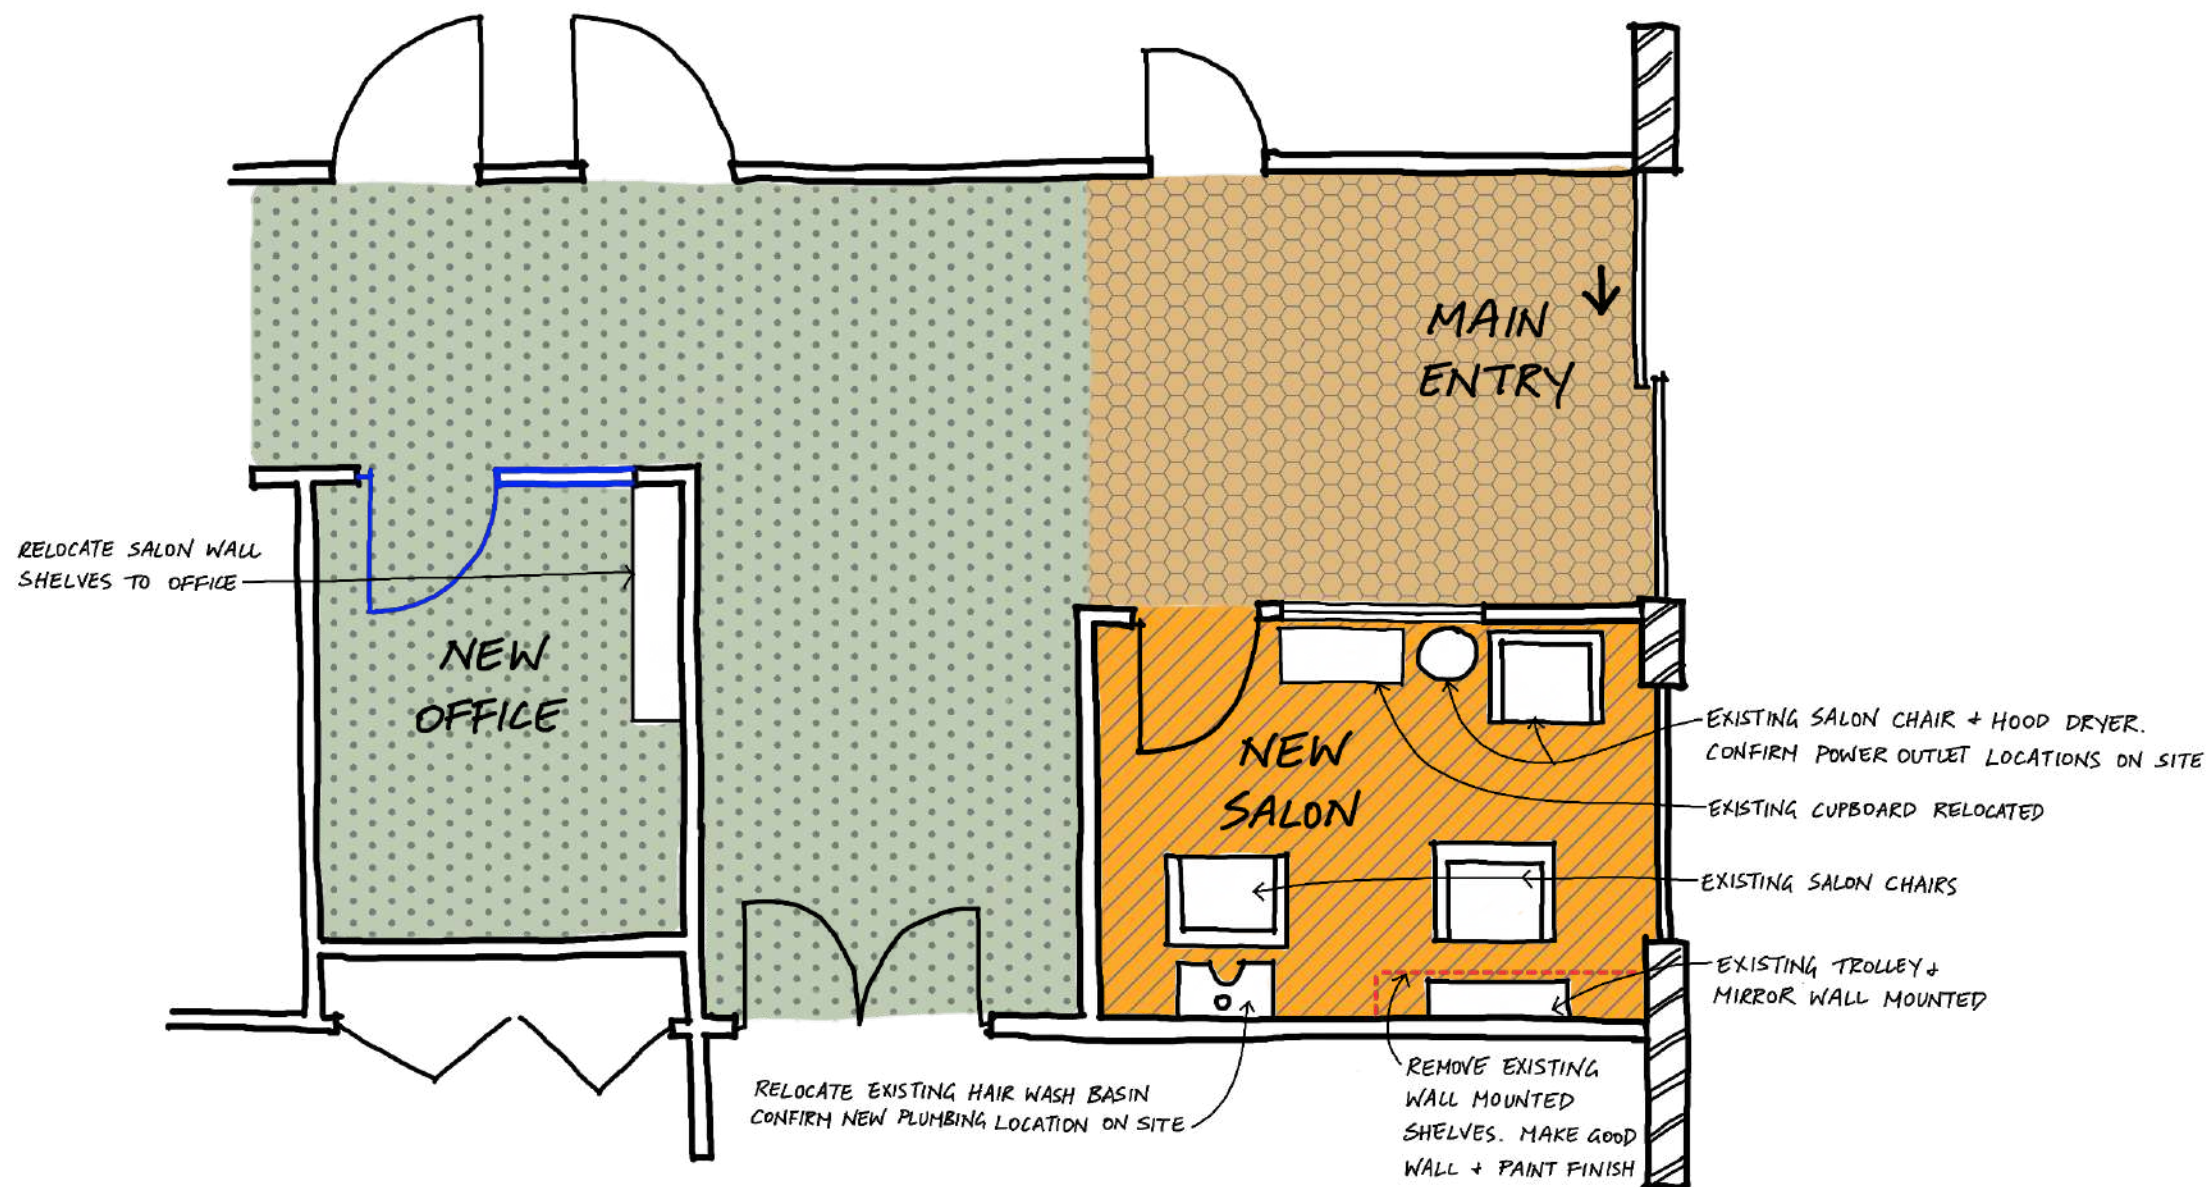 MAIN
ENTRY
RELOCATE SALON WALL
SHELVES TO OFFICE
NEW
OFFICE
NEW
SALON
EXISTING SALON CHAIR + HOOD DRYER.
CONFIRM POWER OUTLET LOCATIONS ON SITE
EXISTING CUPBOARD RELOCATED
EXISTING SALON CHAIRS
EXISTING TROLLEY +
MIRROR WALL MOUNTED
RELOCATE EXISTING HAIR WASH BASIN
CONFIRM NEW PLUMBING LOCATION ON SITE
REMOVE EXISTING
WALL MOUNTED
SHELVES. MAKE GOOD
WALL + PAINT FINISH